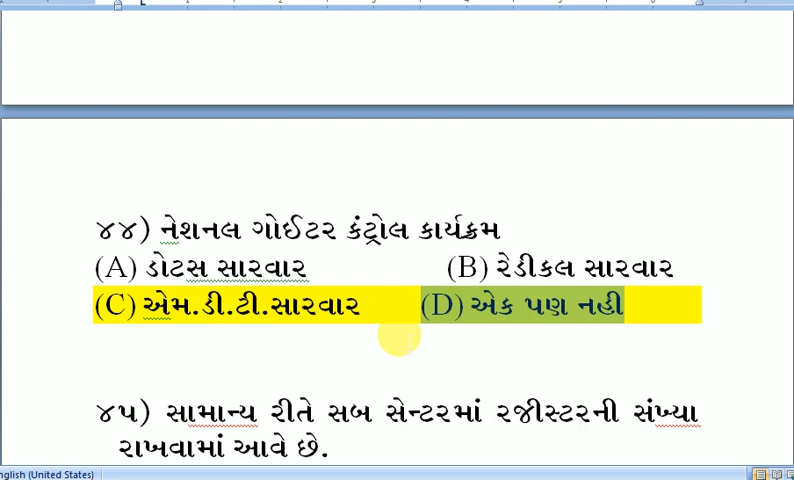 ૪૪) નેશનલ ગોઈટર કંટ્રોલ કાર્યક્રમ
(A) ડોટસ સારવાર (B) રેડીકલ સારવાર
(C) એમ.ડી.ટી.સારવાર (D) એક પણ નહી
૪૫) સામાન્ય રીતે સબ સેન્ટરમાં રજીસ્ટરની સંખ્યા
રાખવામાં આવે છે.
nglish (United States)